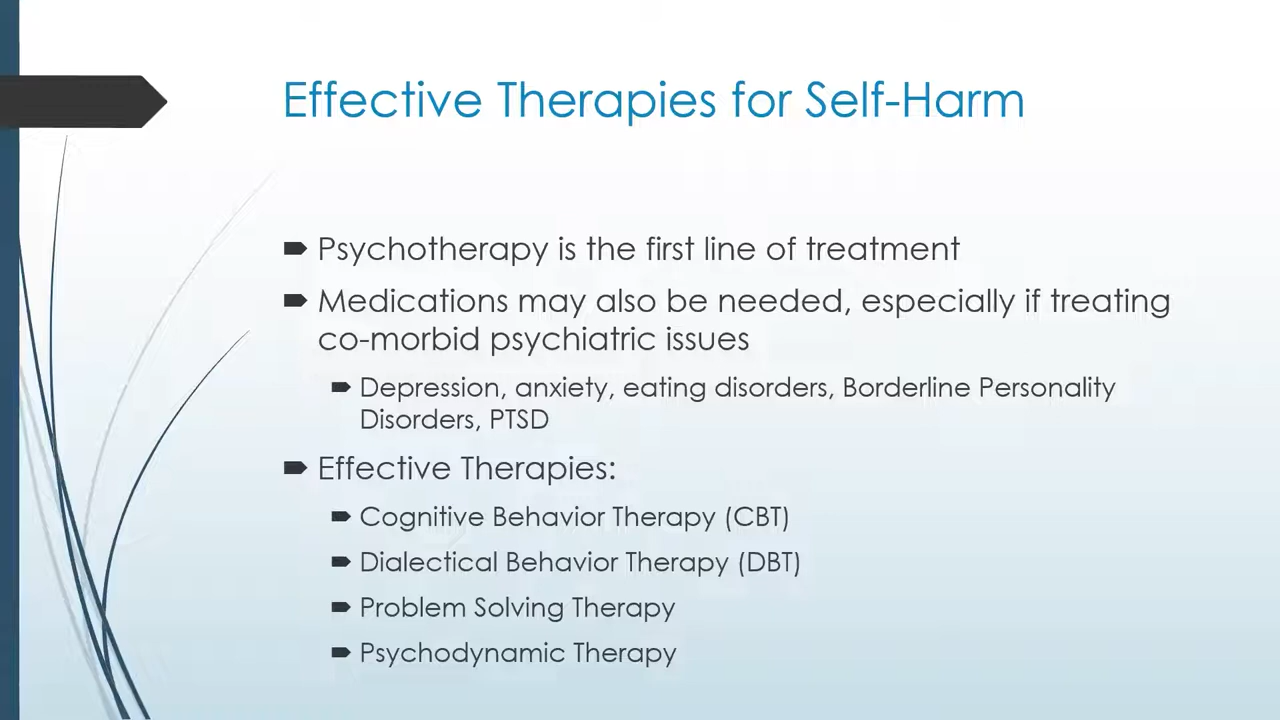 Effective Therapies for Self-Harm
Psychotherapy is the first line of treatment
Medications may also be needed, especially if treating
co-morbid psychiatric issues
Depression, anxiety, eating disorders, Borderline Personality
Disorders, PTSD
Effective Therapies:
Cognitive Behavior Therapy (CBT)
Dialectical Behavior Therapy (DBT)
Problem Solving Therapy
Psychodynamic Therapy